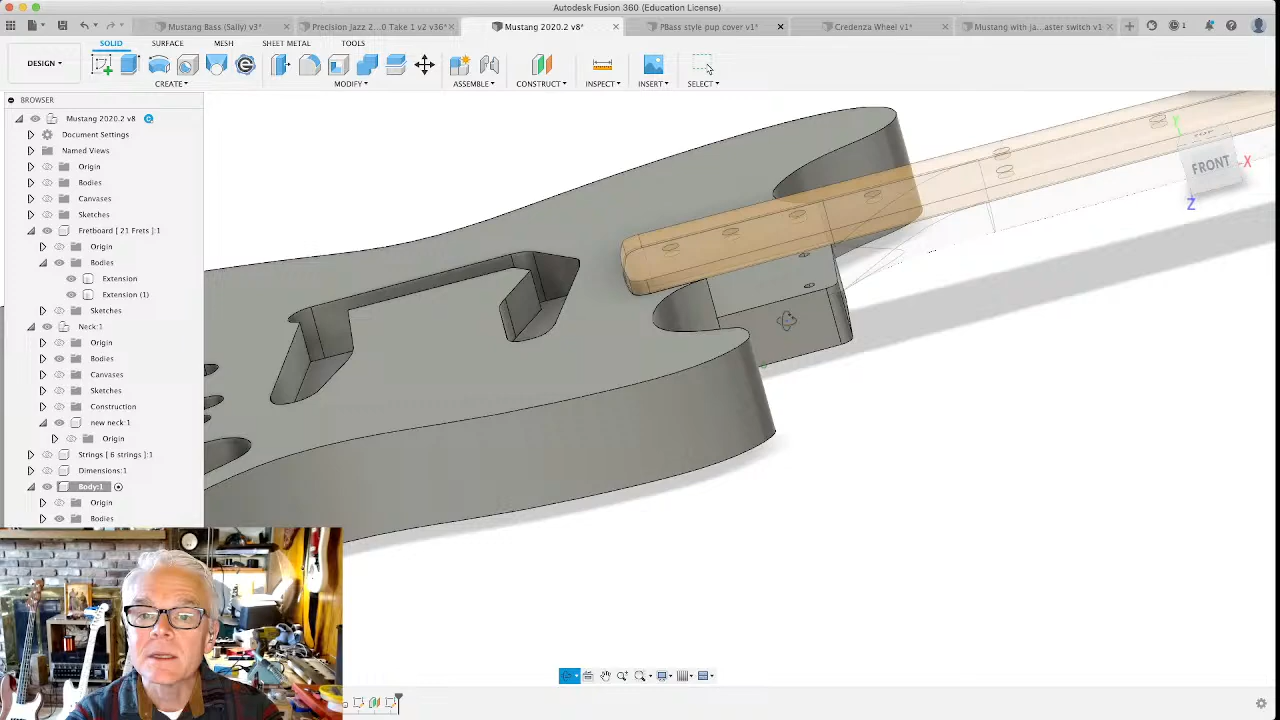 Autodesk Fusion 360 (Education License)
Mustang Bass (Sally) v3*
Precision Jazz 2...0 Take 1 v2 v36*
Mustang 2020.2 v8*
PBass style pup cover v1*
Credenza Wheel v1*
Mustang with ja...aster switch v1
1
SOLID
SURFACE
MESH
SHEET METAL
TOOLS
DESIGN
CREATE
MODIFY
ASSEMBLE
CONSTRUCT
INSPECT
INSERT
SELECT
BROWSER
Mustang 2020.2 v8
Document Settings
Named Views
Origin
Bodies
Canvases
Sketches
Fretboard [ 21 Frets ]:1
Origin
Bodies
Extension
Extension (1)
Sketches
Neck:1
Origin
Bodies
Canvases
Sketches
Construction
new neck:1
Origin
Strings [ 6 strings ]:1
Dimensions:1
Body:1
Origin
Bodies
Y
TOP
FRONT
X
Z